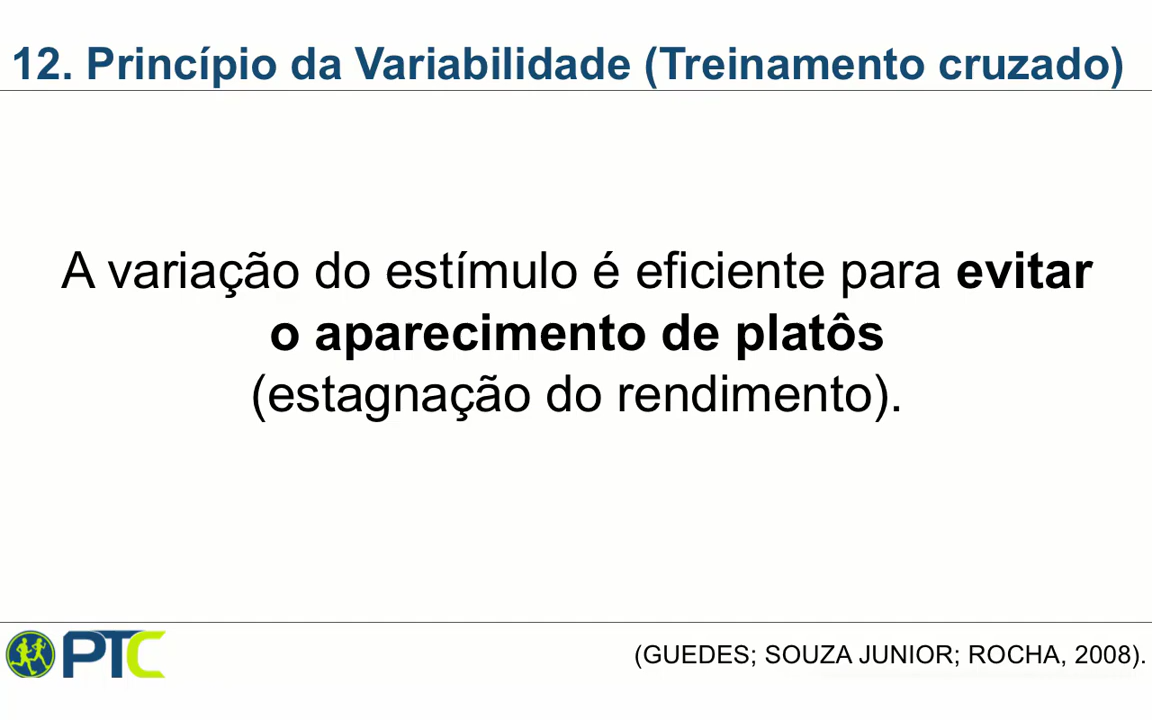 12. Princípio da Variabilidade (Treinamento cruzado)
A variação do estímulo é eficiente para evitar
o aparecimento de platôs
(estagnação do rendimento).
PTC
(GUEDES; SOUZA JUNIOR; ROCHA, 2008).